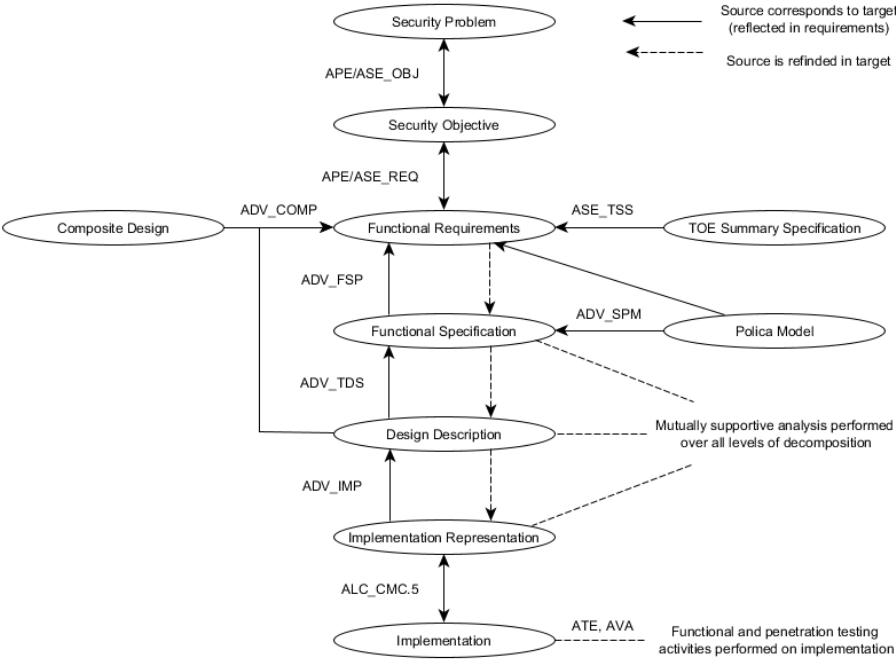 Security Problem
Source corresponds to target
(reflected in requirements)
Source is refinded in target
APE/ASE_OBJ
Security Objective
APE/ASE_REQ
ADV_COMP
ASE_TSS
Composite Design
Functional Requirements
TOE Summary Specification
ADV_FSP
ADV_SPM
Functional Specification
Polica Model
ADV_TDS
Design Description
Mutually supportive analysis performed
over all levels of decomposition
ADV_IMP
Implementation Representation
ALC_CMC.5
ATE, AVA
Implementation
Functional and penetration testing
activities performed on implementation